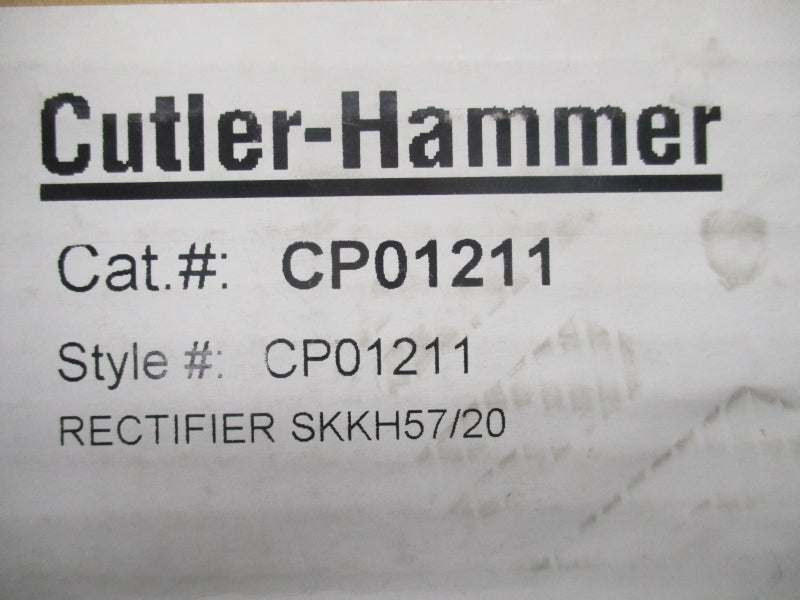 Cutler-Hammer
Cat.#: CP01211
Style #: CP01211
RECTIFIER SKKH57/20